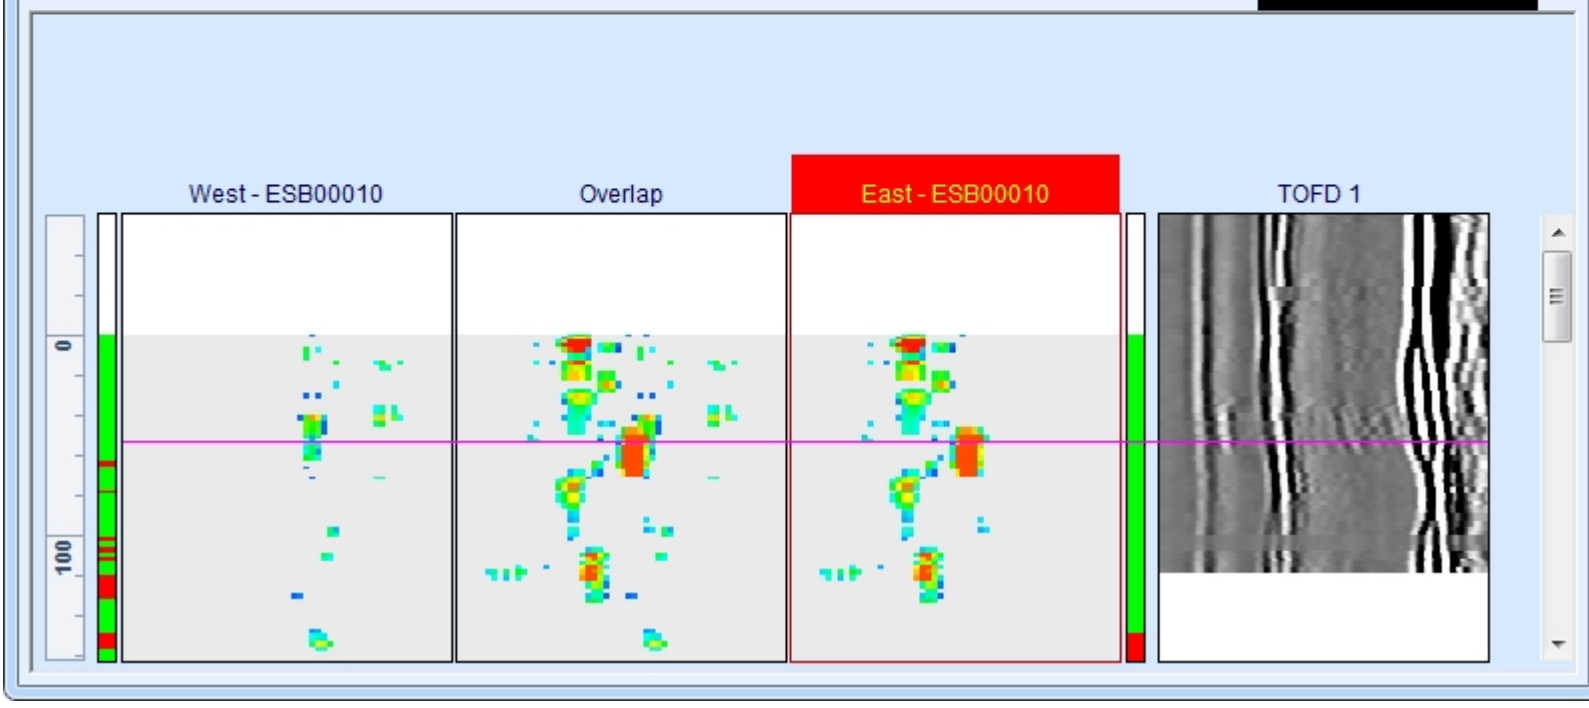 West - ESB00010
Overlap
East - ESB00010
TOFD 1
0
100